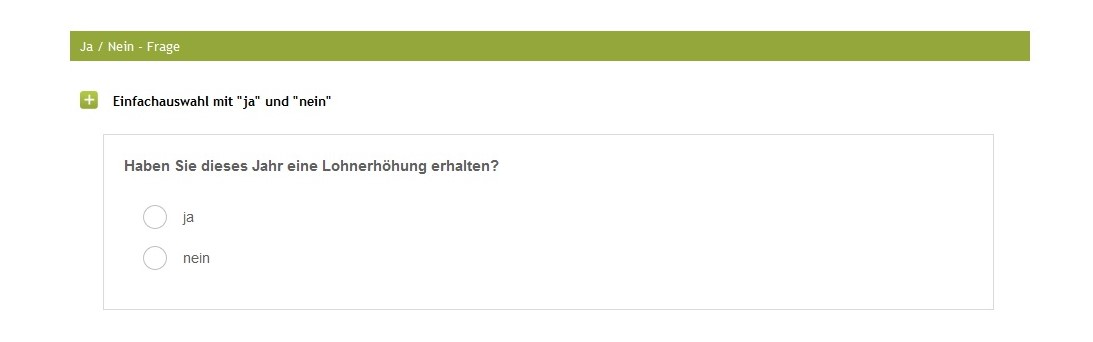 Ja / Nein - Frage
Einfachauswahl mit "ja" und "nein"
Haben Sie dieses Jahr eine Lohnerhöhung erhalten?
ja
nein